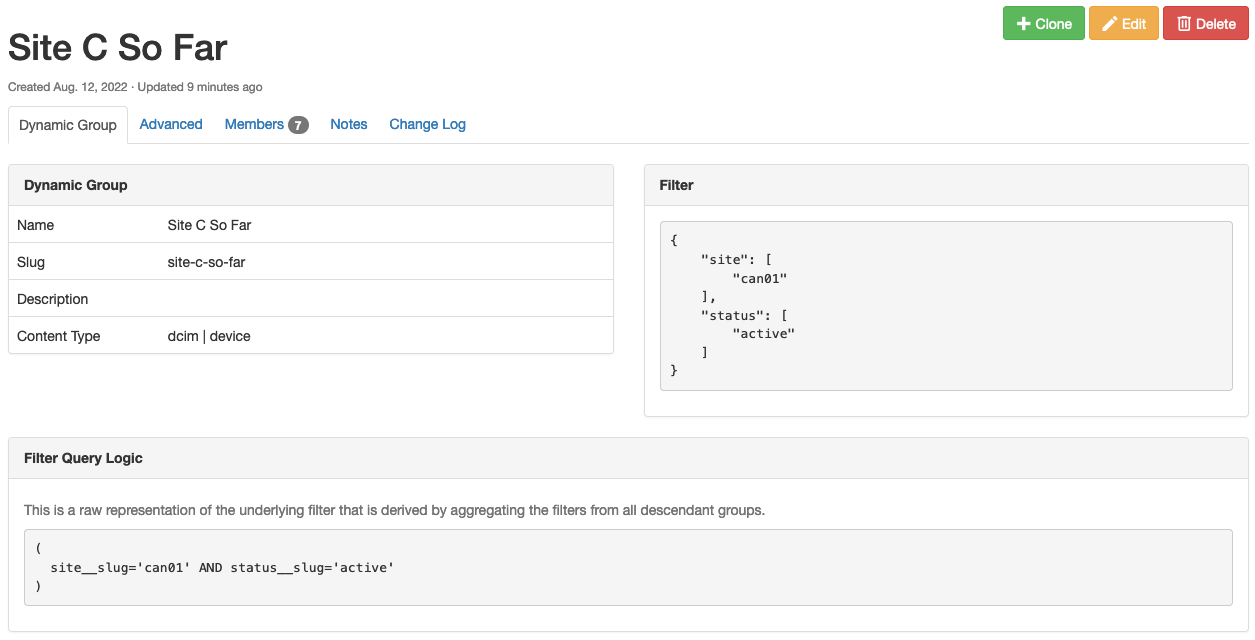 Clone
Edit
Delete
Site C So Far
Created Aug. 12, 2022 · Updated 9 minutes ago
Dynamic Group
Advanced
Members 7
Notes
Change Log
Dynamic Group
Name Site C So Far
Slug site-c-so-far
Description
Content Type dcim | device
Filter
{
    "site": [
        "can01"
    ],
    "status": [
        "active"
    ]
}
Filter Query Logic
This is a raw representation of the underlying filter that is derived by aggregating the filters from all descendant groups.
(
  site__slug='can01' AND status__slug='active'
)